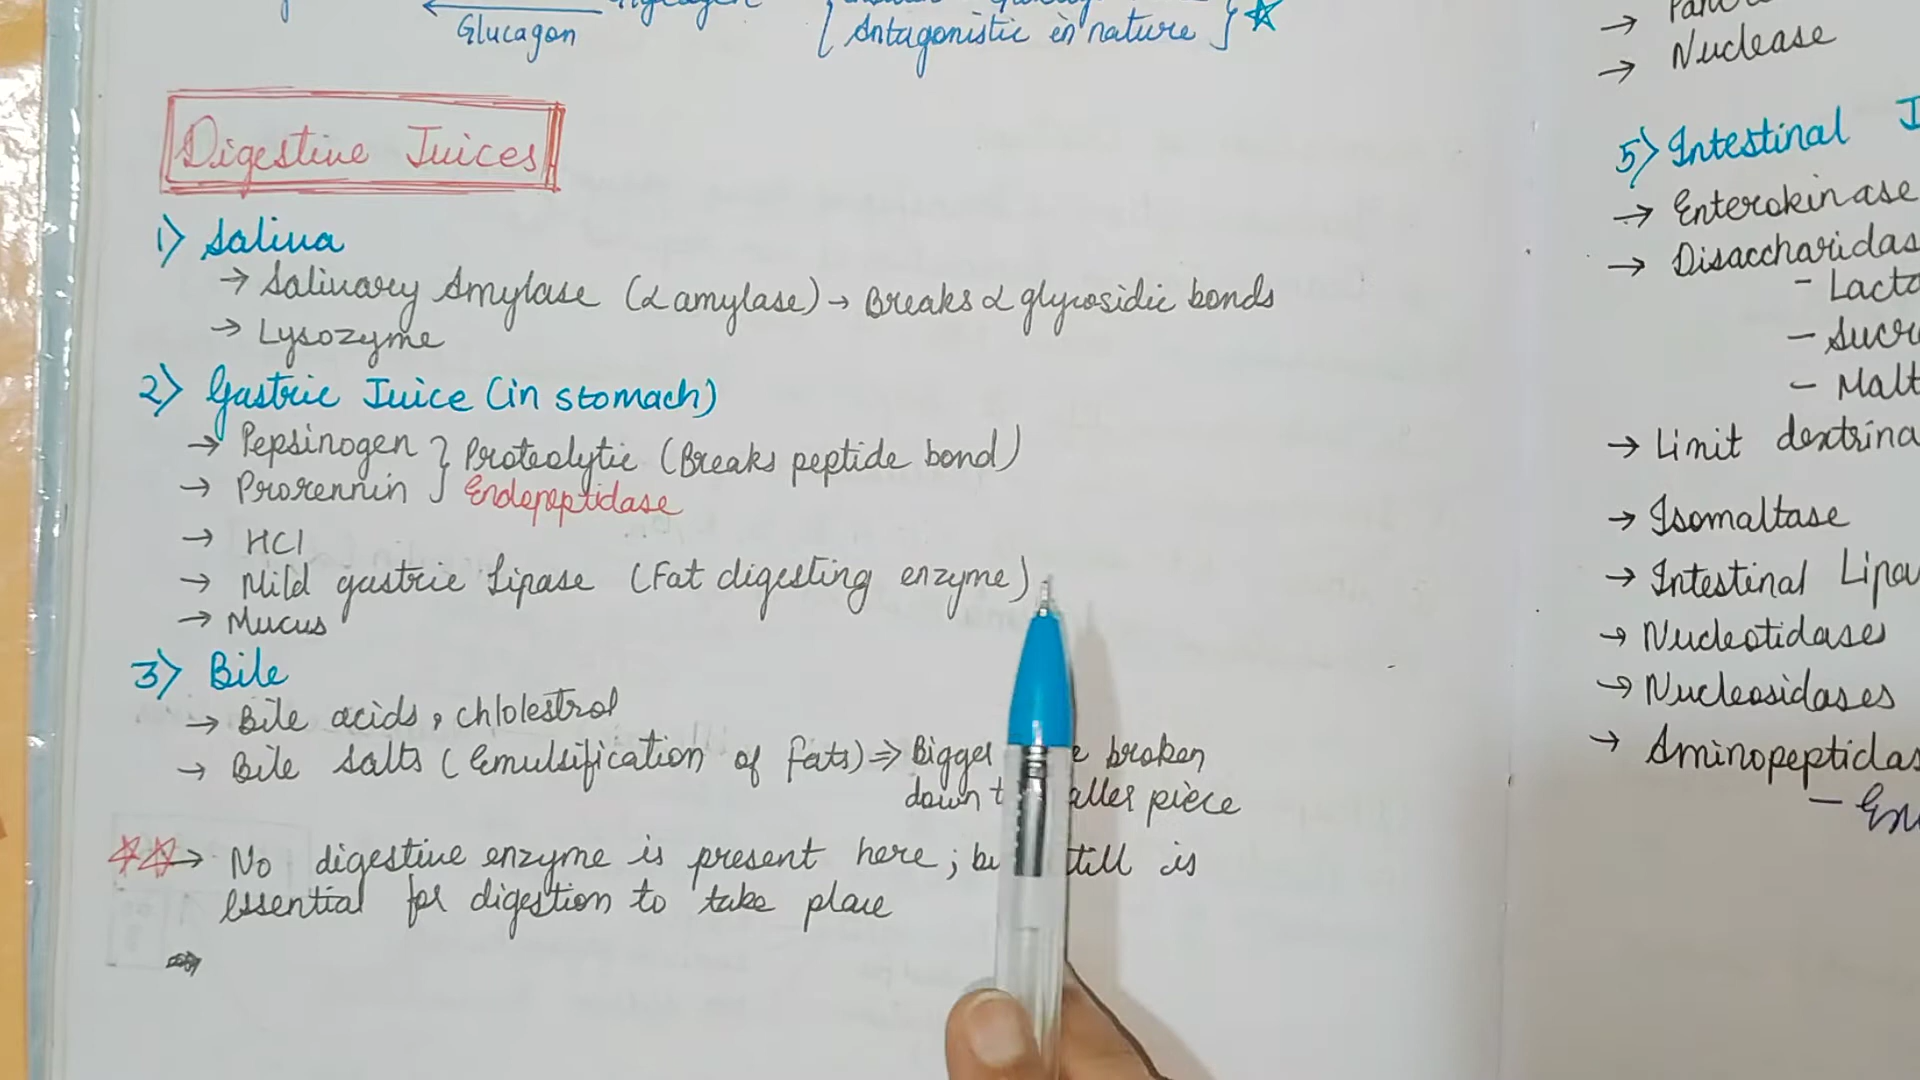 Glucagon
Antagonistic in nature
Digestive Juices
1) Saliva
→ Salivary Amylase (α amylase) → Breaks α glycosidic bonds
→ Lysozyme
2) Gastric Juice (in stomach)
→ Pepsinogen } Proteolytic (Breaks peptide bond)
→ Prorennin } Endopeptidase
→ HCl
→ Mild gastric Lipase (Fat digesting enzyme)
→ Mucus
3) Bile
→ Bile acids, chlolestrol
→ Bile salts (Emulsification of fats) ⇒ Bigger broken
down piece
→ No digestive enzyme is present here; is
essential for digestion to take place
→ Nuclease
5) Intestinal
→ Enterokinase
→ Disaccharidas
- Lacto
- Sucr
- Malt
→ Limit dextrina
→ Isomaltase
→ Intestinal Lipa
→ Nucleotidases
→ Nucleosidases
→ Aminopeptidas